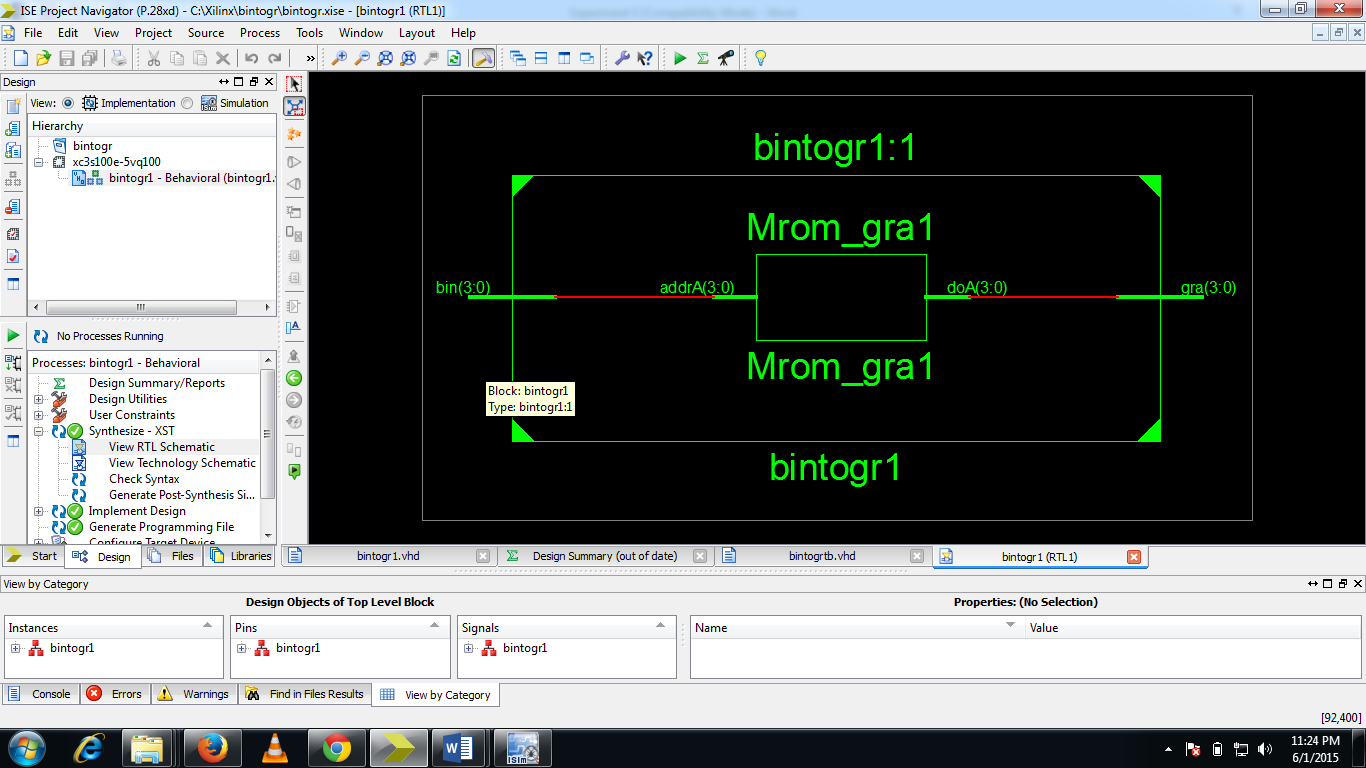 ISE Project Navigator (P.28xd) - C:\Xilinx\bintogr\bintogr.xise - [bintogr1 (RTL1)]
File Edit View Project Source Process Tools Window Layout Help
Design
View: Implementation Simulation
Hierarchy
bintogr
xc3s100e-5vq100
bintogr1 - Behavioral (bintogr1.
No Processes Running
Processes: bintogr1 - Behavioral
Design Summary/Reports
Design Utilities
User Constraints
Synthesize - XST
View RTL Schematic
View Technology Schematic
Check Syntax
Generate Post-Synthesis Si...
Implement Design
Generate Programming File
Configure Target Device
Start Design Files Libraries
bintogr1:1
Mrom_gra1
bin(3:0) addrA(3:0) doA(3:0) gra(3:0)
Mrom_gra1
Block: bintogr1
Type: bintogr1:1
bintogr1
bintogr1.vhd Design Summary (out of date) bintogrtb.vhd bintogr1 (RTL1)
View by Category
Design Objects of Top Level Block Properties: (No Selection)
Instances Pins Signals Name Value
bintogr1 bintogr1 bintogr1
Console Errors Warnings Find in Files Results View by Category
[92,400]
11:24 PM
6/1/2015